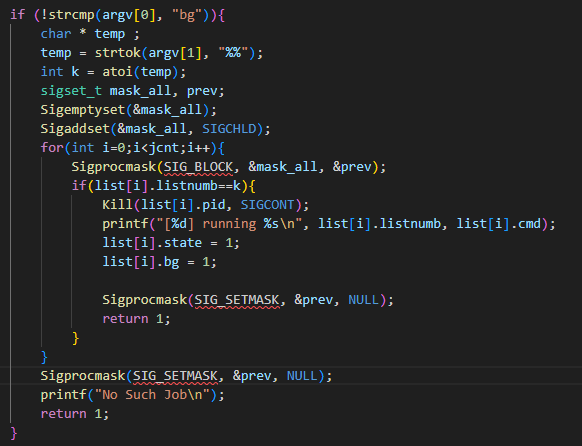 if (!strcmp(argv[0], "bg")){
char * temp ;
temp = strtok(argv[1], "%%");
int k = atoi(temp);
sigset_t mask_all, prev;
Sigemptyset(&mask_all);
Sigaddset(&mask_all, SIGCHLD);
for(int i=0;i<jcnt;i++){
Sigprocmask(SIG_BLOCK, &mask_all, &prev);
if(list[i].listnumb==k){
Kill(list[i].pid, SIGCONT);
printf("[%d] running %s\n", list[i].listnumb, list[i].cmd);
list[i].state = 1;
list[i].bg = 1;
Sigprocmask(SIG_SETMASK, &prev, NULL);
return 1;
}
}
Sigprocmask(SIG_SETMASK, &prev, NULL);
printf("No Such Job\n");
return 1;
}